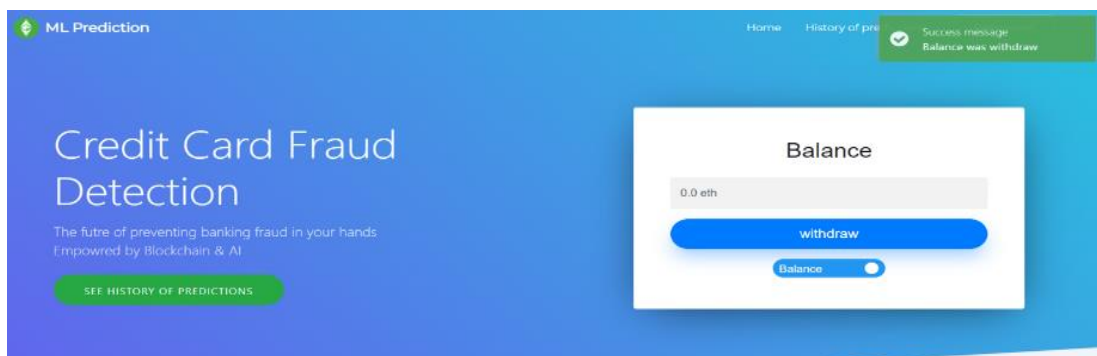 ML Prediction
Home History of pre
Success message
Balance was withdraw
Credit Card Fraud
Detection
The futre of preventing banking fraud in your hands
Empowred by Blockchain & AI
SEE HISTORY OF PREDICTIONS
Balance
0.0 eth
withdraw
Balance